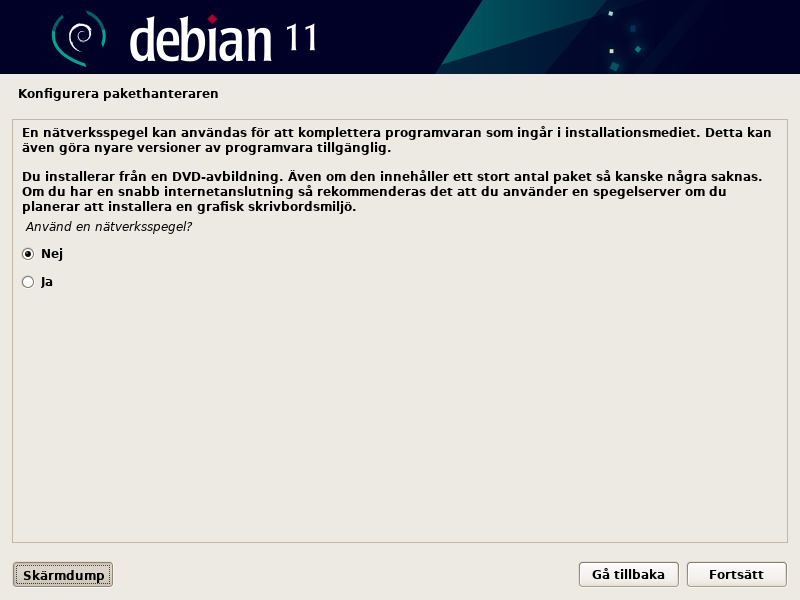 debian 11
Konfigurera pakethanteraren
En nätverksspegel kan användas för att komplettera programvaran som ingår i installationsmediet. Detta kan
även göra nyare versioner av programvara tillgänglig.
Du installerar från en DVD-avbildning. Även om den innehåller ett stort antal paket så kanske några saknas.
Om du har en snabb internetanslutning så rekommenderas det att du använder en spegelserver om du
planerar att installera en grafisk skrivbordsmiljö.
Använd en nätverksspegel?
Nej
Ja
Skärmdump
Gå tillbaka
Fortsätt